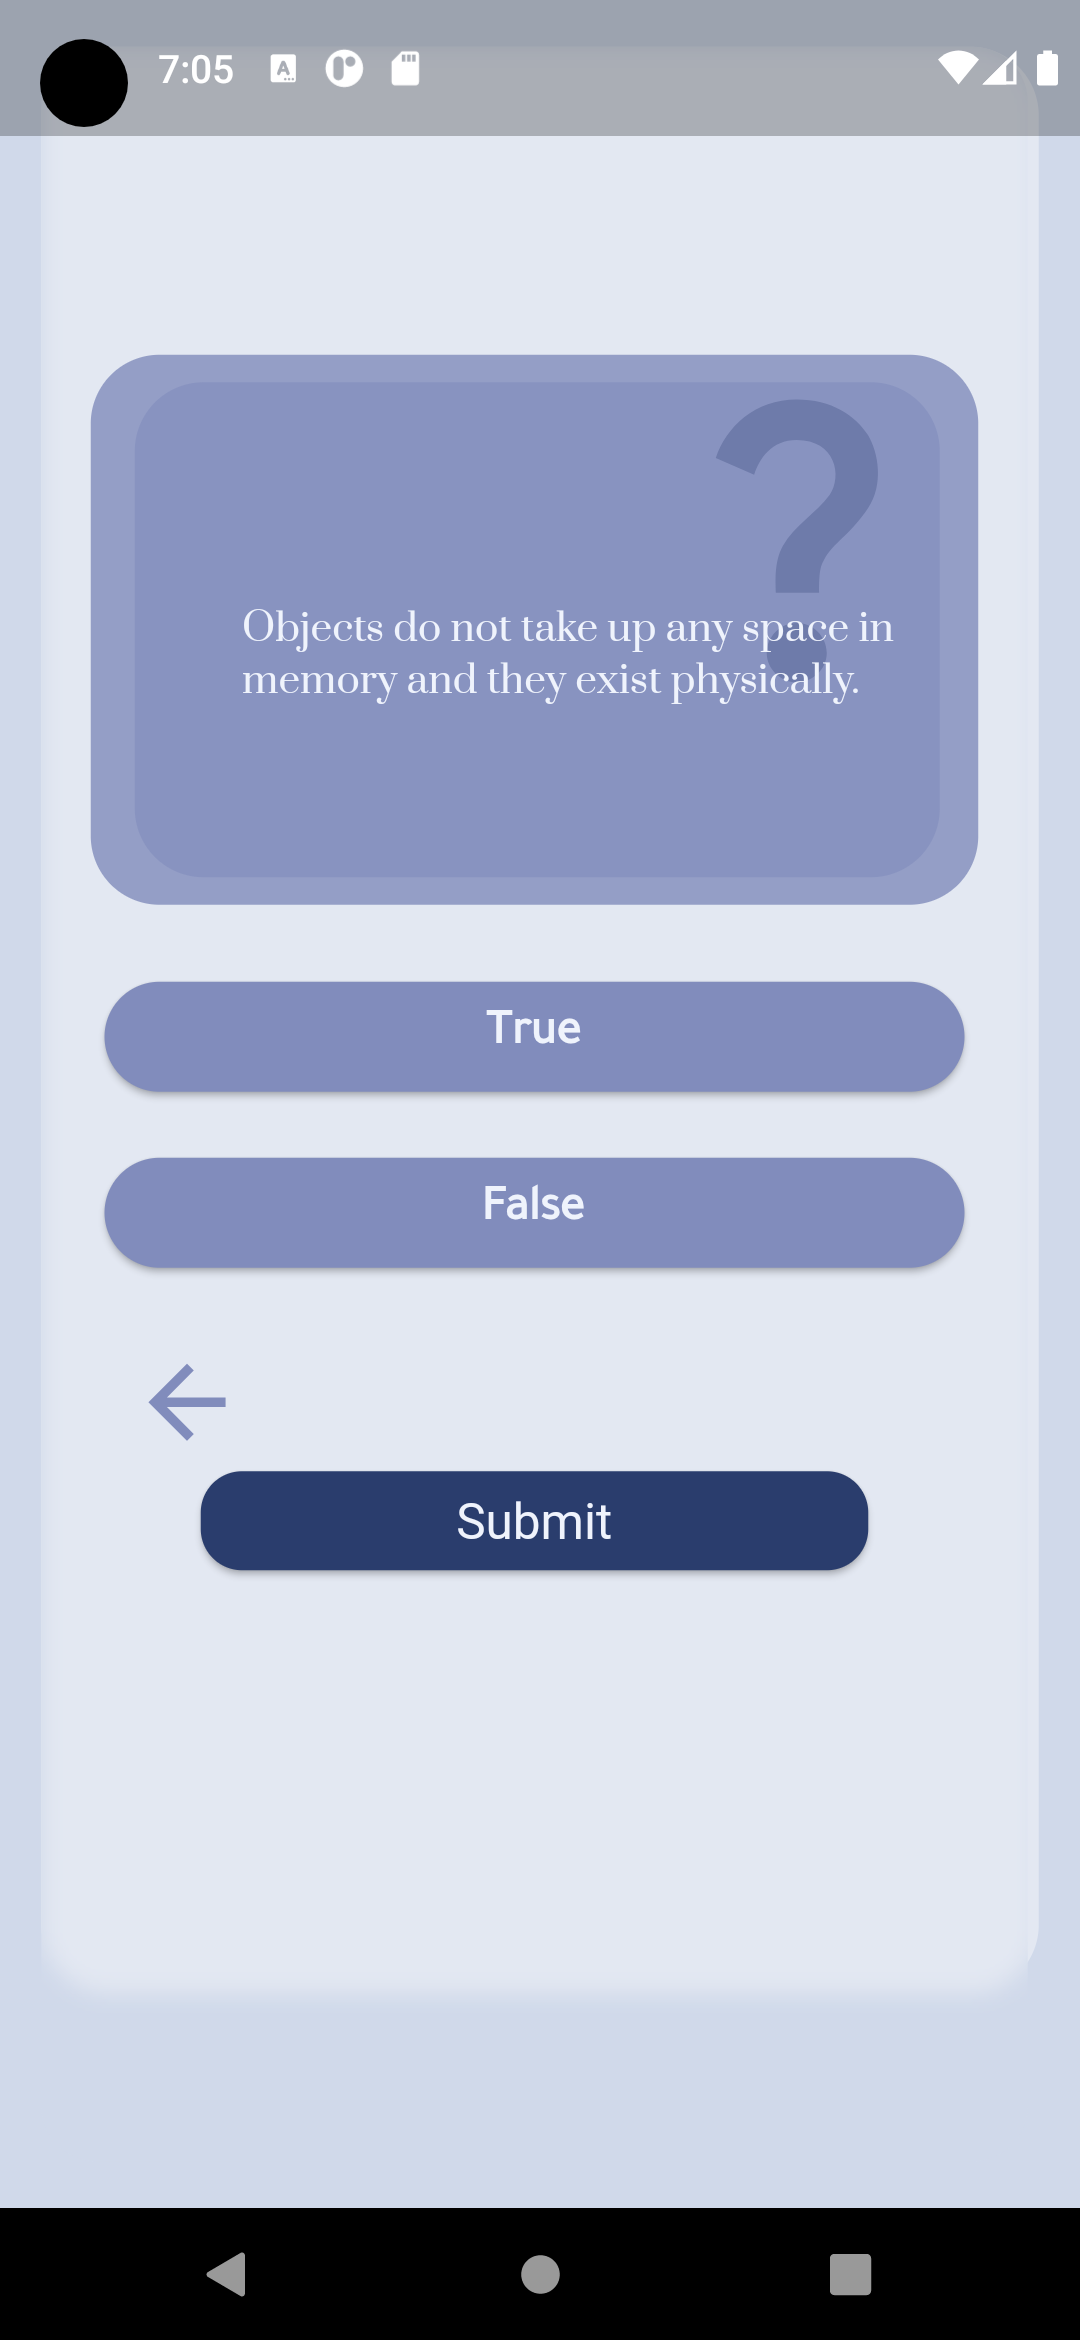 7:05
?
Objects do not take up any space in
memory and they exist physically.
True
False
Submit